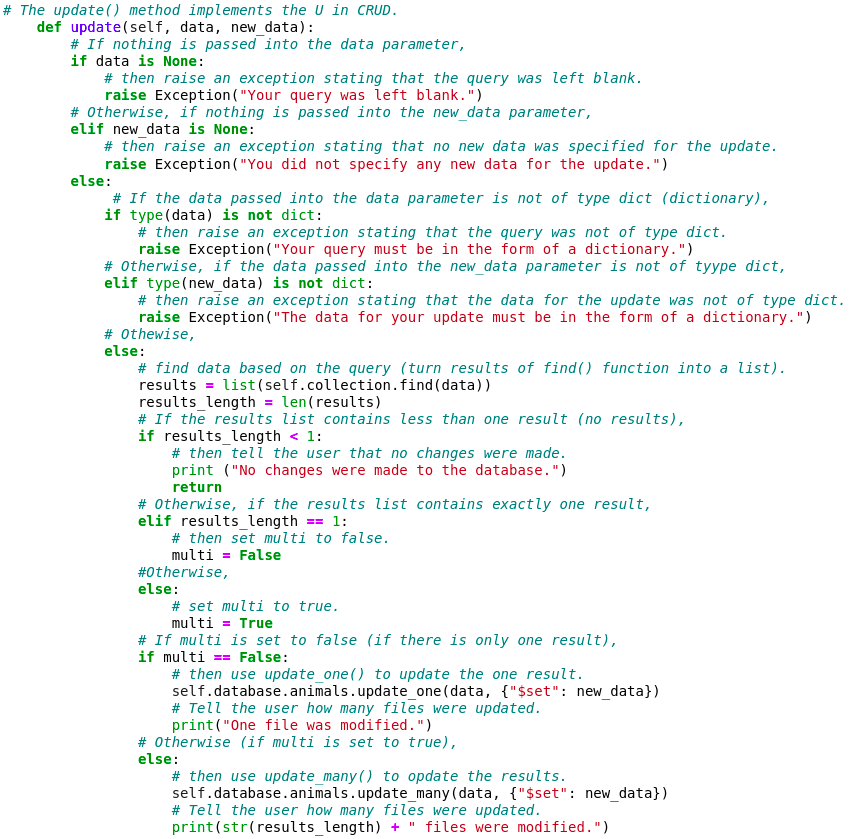 # The update() method implements the U in CRUD.
    def update(self, data, new_data):
        # If nothing is passed into the data parameter,
        if data is None:
            # then raise an exception stating that the query was left blank.
            raise Exception("Your query was left blank.")
        # Otherwise, if nothing is passed into the new_data parameter,
        elif new_data is None:
            # then raise an exception stating that no new data was specified for the update.
            raise Exception("You did not specify any new data for the update.")
        else:
             # If the data passed into the data parameter is not of type dict (dictionary),
            if type(data) is not dict:
                # then raise an exception stating that the query was not of type dict.
                raise Exception("Your query must be in the form of a dictionary.")
            # Otherwise, if the data passed into the new_data parameter is not of tyype dict,
            elif type(new_data) is not dict:
                # then raise an exception stating that the data for the update was not of type dict.
                raise Exception("The data for your update must be in the form of a dictionary.")
            # Othewise,
            else:
                # find data based on the query (turn results of find() function into a list).
                results = list(self.collection.find(data))
                results_length = len(results)
                # If the results list contains less than one result (no results),
                if results_length < 1:
                    # then tell the user that no changes were made.
                    print ("No changes were made to the database.")
                    return
                # Otherwise, if the results list contains exactly one result,
                elif results_length == 1:
                    # then set multi to false.
                    multi = False
                #Otherwise,
                else:
                    # set multi to true.
                    multi = True
                # If multi is set to false (if there is only one result),
                if multi == False:
                    # then use update_one() to update the one result.
                    self.database.animals.update_one(data, {"$set": new_data})
                    # Tell the user how many files were updated.
                    print("One file was modified.")
                # Otherwise (if multi is set to true),
                else:
                    # then use update_many() to opdate the results.
                    self.database.animals.update_many(data, {"$set": new_data})
                    # Tell the user how many files were updated.
                    print(str(results_length) + " files were modified.")